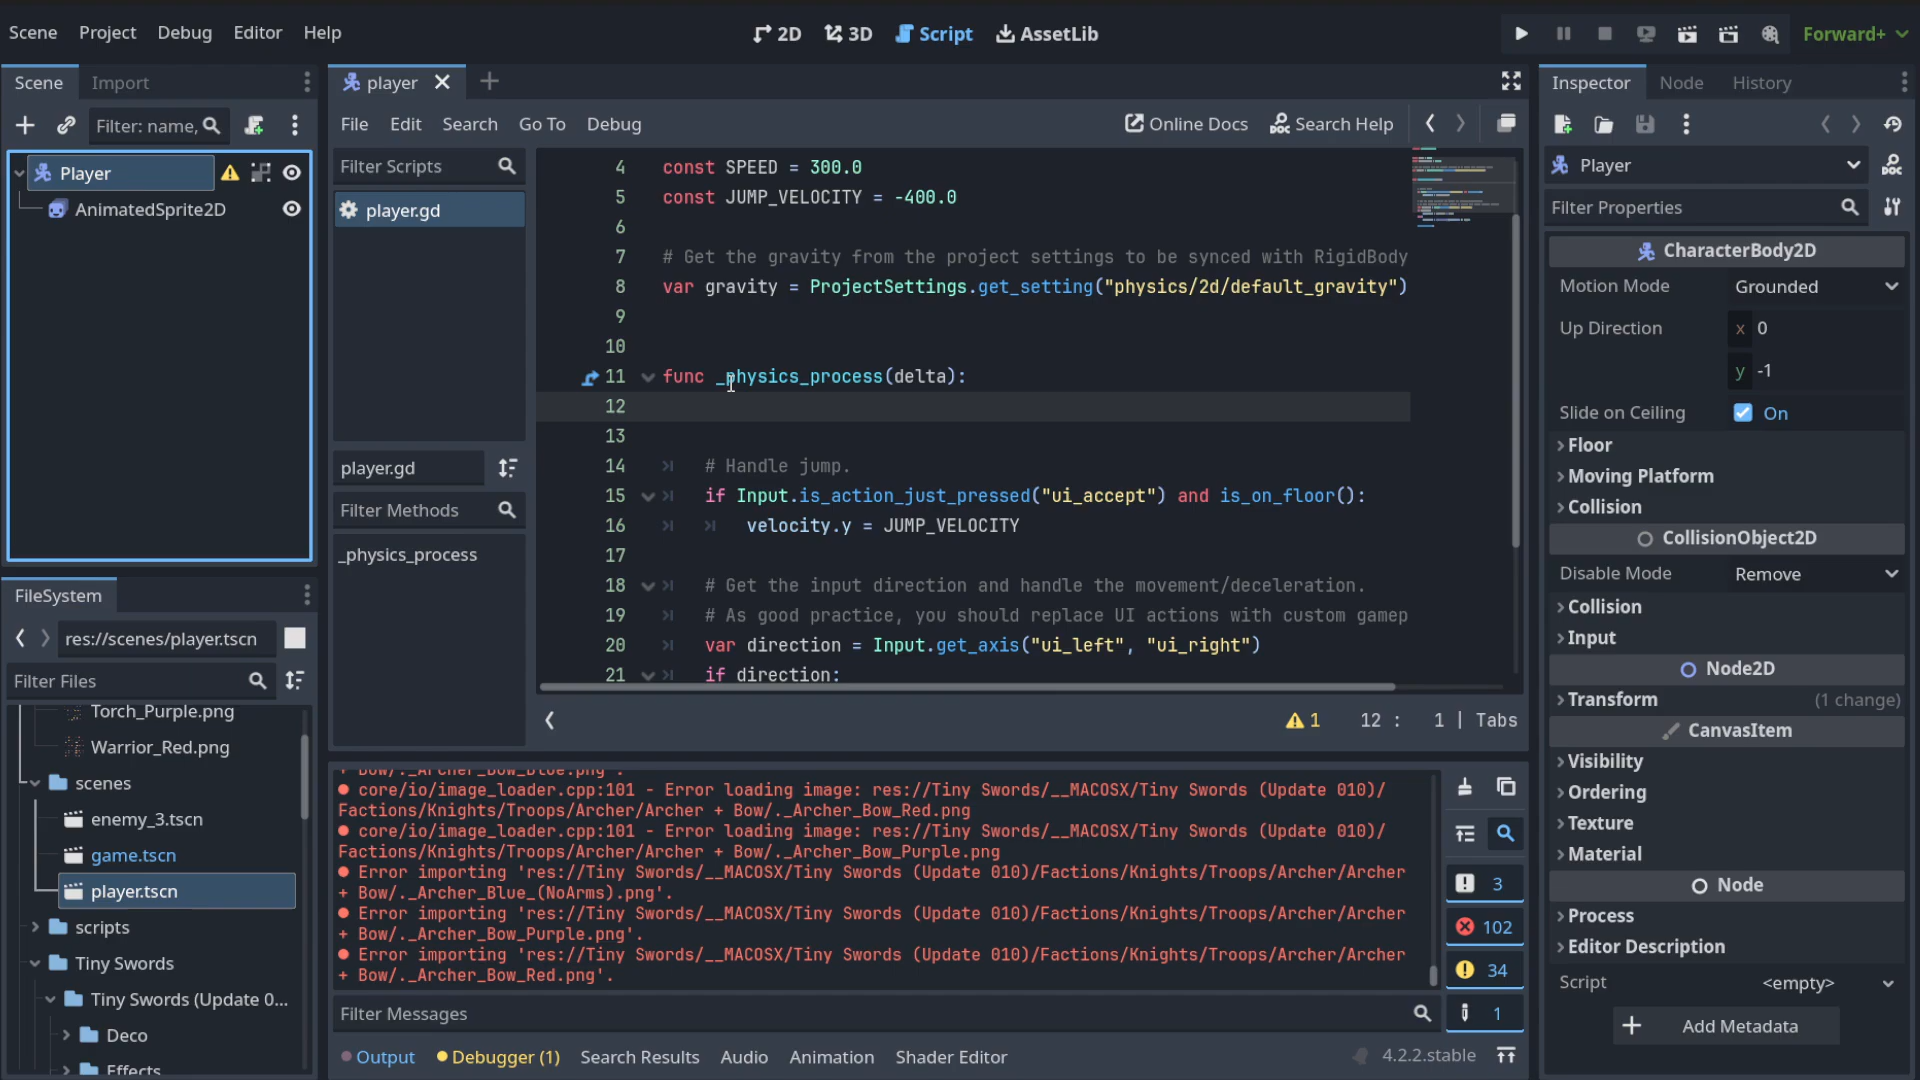 Scene Project Debug Editor Help
2D 3D Script AssetLib
Forward+
Scene Import
player
Inspector Node History
Filter: name,
File Edit Search Go To Debug
Online Docs Search Help
Player
AnimatedSprite2D
Filter Scripts
player.gd
player.gd
Filter Methods
_physics_process
4 const SPEED = 300.0
5 const JUMP_VELOCITY = -400.0
6
7 # Get the gravity from the project settings to be synced with RigidBody
8 var gravity = ProjectSettings.get_setting("physics/2d/default_gravity")
9
10
11 func _physics_process(delta):
12
13
14 # Handle jump.
15 if Input.is_action_just_pressed("ui_accept") and is_on_floor():
16 velocity.y = JUMP_VELOCITY
17
18 # Get the input direction and handle the movement/deceleration.
19 # As good practice, you should replace UI actions with custom gamep
20 var direction = Input.get_axis("ui_left", "ui_right")
21 if direction:
1 12 : 1 | Tabs
FileSystem
res://scenes/player.tscn
Filter Files
Torch_Purple.png
Warrior_Red.png
scenes
enemy_3.tscn
game.tscn
player.tscn
scripts
Tiny Swords
Tiny Swords (Update 0...
Deco
Effects
+ Bow/._Archer_Bow_Blue.png'.
core/io/image_loader.cpp:101 - Error loading image: res://Tiny Swords/__MACOSX/Tiny Swords (Update 010)/
Factions/Knights/Troops/Archer/Archer + Bow/._Archer_Bow_Red.png
core/io/image_loader.cpp:101 - Error loading image: res://Tiny Swords/__MACOSX/Tiny Swords (Update 010)/
Factions/Knights/Troops/Archer/Archer + Bow/._Archer_Bow_Purple.png
Error importing 'res://Tiny Swords/__MACOSX/Tiny Swords (Update 010)/Factions/Knights/Troops/Archer/Archer
+ Bow/._Archer_Blue_(NoArms).png'.
Error importing 'res://Tiny Swords/__MACOSX/Tiny Swords (Update 010)/Factions/Knights/Troops/Archer/Archer
+ Bow/._Archer_Bow_Purple.png'.
Error importing 'res://Tiny Swords/__MACOSX/Tiny Swords (Update 010)/Factions/Knights/Troops/Archer/Archer
+ Bow/._Archer_Bow_Red.png'.
3
102
34
1
Filter Messages
Output Debugger (1) Search Results Audio Animation Shader Editor
4.2.2.stable
Player
Filter Properties
CharacterBody2D
Motion Mode Grounded
Up Direction x 0
y -1
Slide on Ceiling On
Floor
Moving Platform
Collision
CollisionObject2D
Disable Mode Remove
Collision
Input
Node2D
Transform (1 change)
CanvasItem
Visibility
Ordering
Texture
Material
Node
Process
Editor Description
Script <empty>
Add Metadata